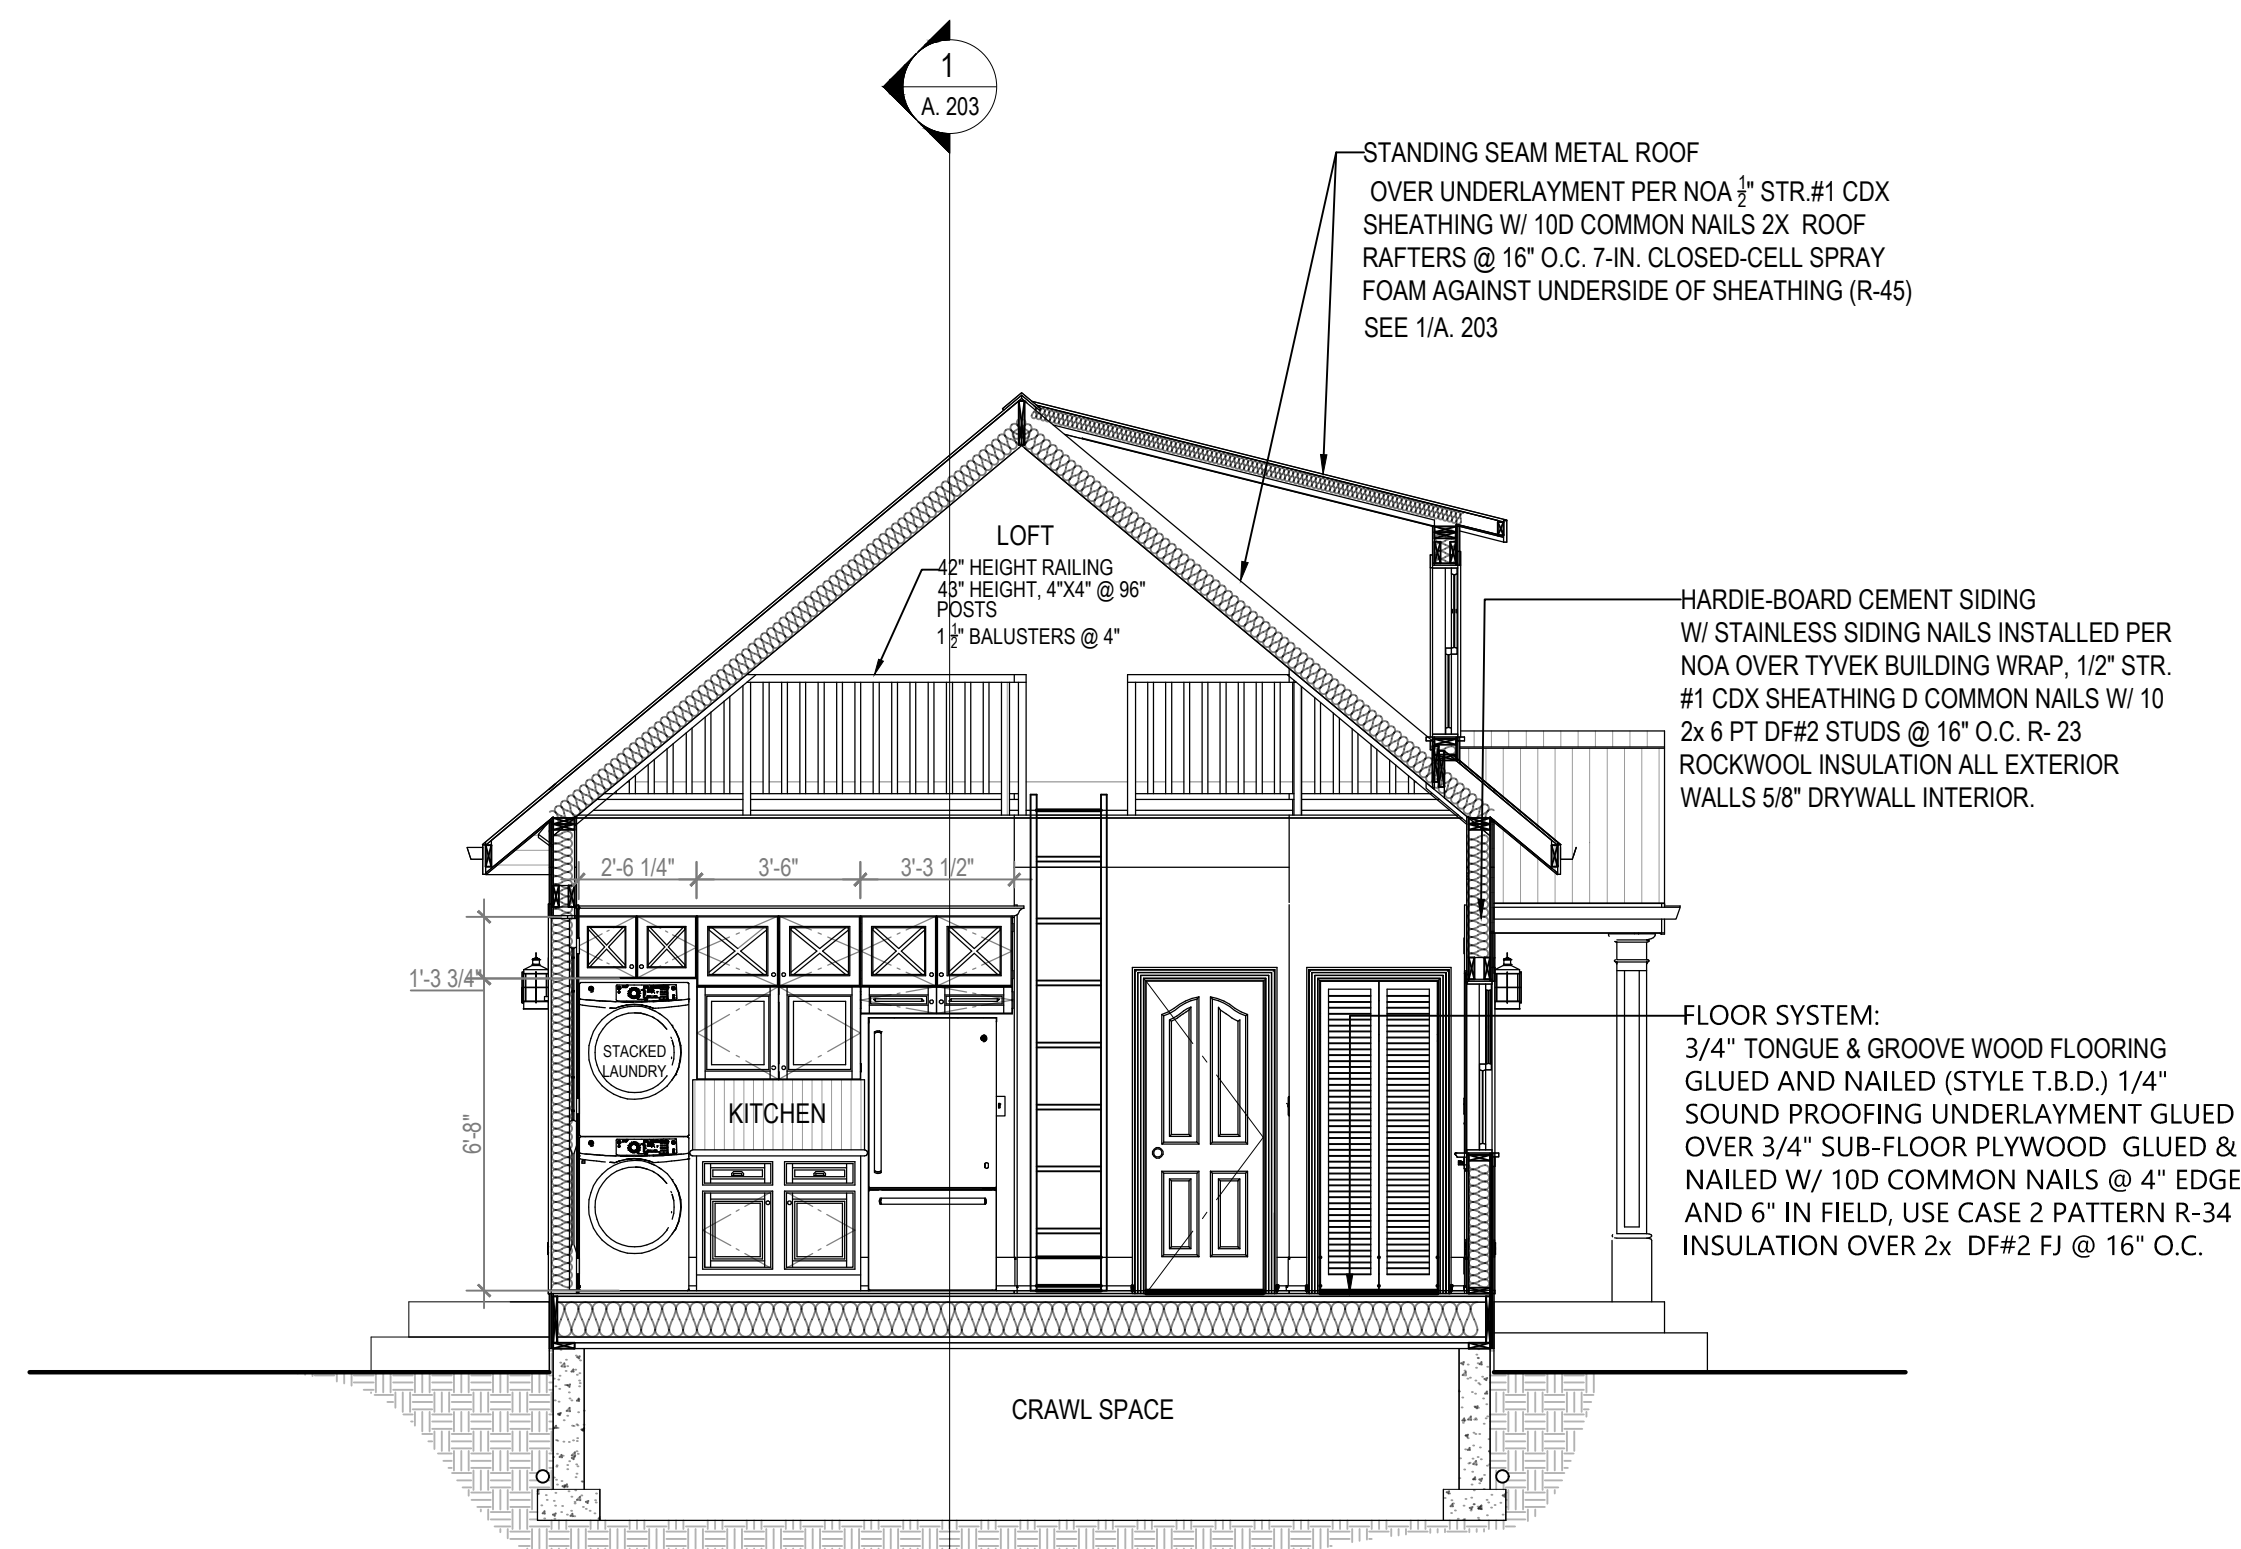 1
A. 203
STANDING SEAM METAL ROOF
OVER UNDERLAYMENT PER NOA ½" STR.#1 CDX
SHEATHING W/ 10D COMMON NAILS 2X ROOF
RAFTERS @ 16" O.C. 7-IN. CLOSED-CELL SPRAY
FOAM AGAINST UNDERSIDE OF SHEATHING (R-45)
SEE 1/A. 203
LOFT
42" HEIGHT RAILING
43" HEIGHT, 4"X4" @ 96"
POSTS
1½" BALUSTERS @ 4"
HARDIE-BOARD CEMENT SIDING
W/ STAINLESS SIDING NAILS INSTALLED PER
NOA OVER TYVEK BUILDING WRAP, 1/2" STR.
#1 CDX SHEATHING D COMMON NAILS W/ 10
2x 6 PT DF#2 STUDS @ 16" O.C. R- 23
ROCKWOOL INSULATION ALL EXTERIOR
WALLS 5/8" DRYWALL INTERIOR.
2'-6 1/4"
3'-6"
3'-3 1/2"
1'-3 3/4"
6'-8"
STACKED
LAUNDRY
KITCHEN
FLOOR SYSTEM:
3/4" TONGUE & GROOVE WOOD FLOORING
GLUED AND NAILED (STYLE T.B.D.) 1/4"
SOUND PROOFING UNDERLAYMENT GLUED
OVER 3/4" SUB-FLOOR PLYWOOD GLUED &
NAILED W/ 10D COMMON NAILS @ 4" EDGE
AND 6" IN FIELD, USE CASE 2 PATTERN R-34
INSULATION OVER 2x DF#2 FJ @ 16" O.C.
CRAWL SPACE